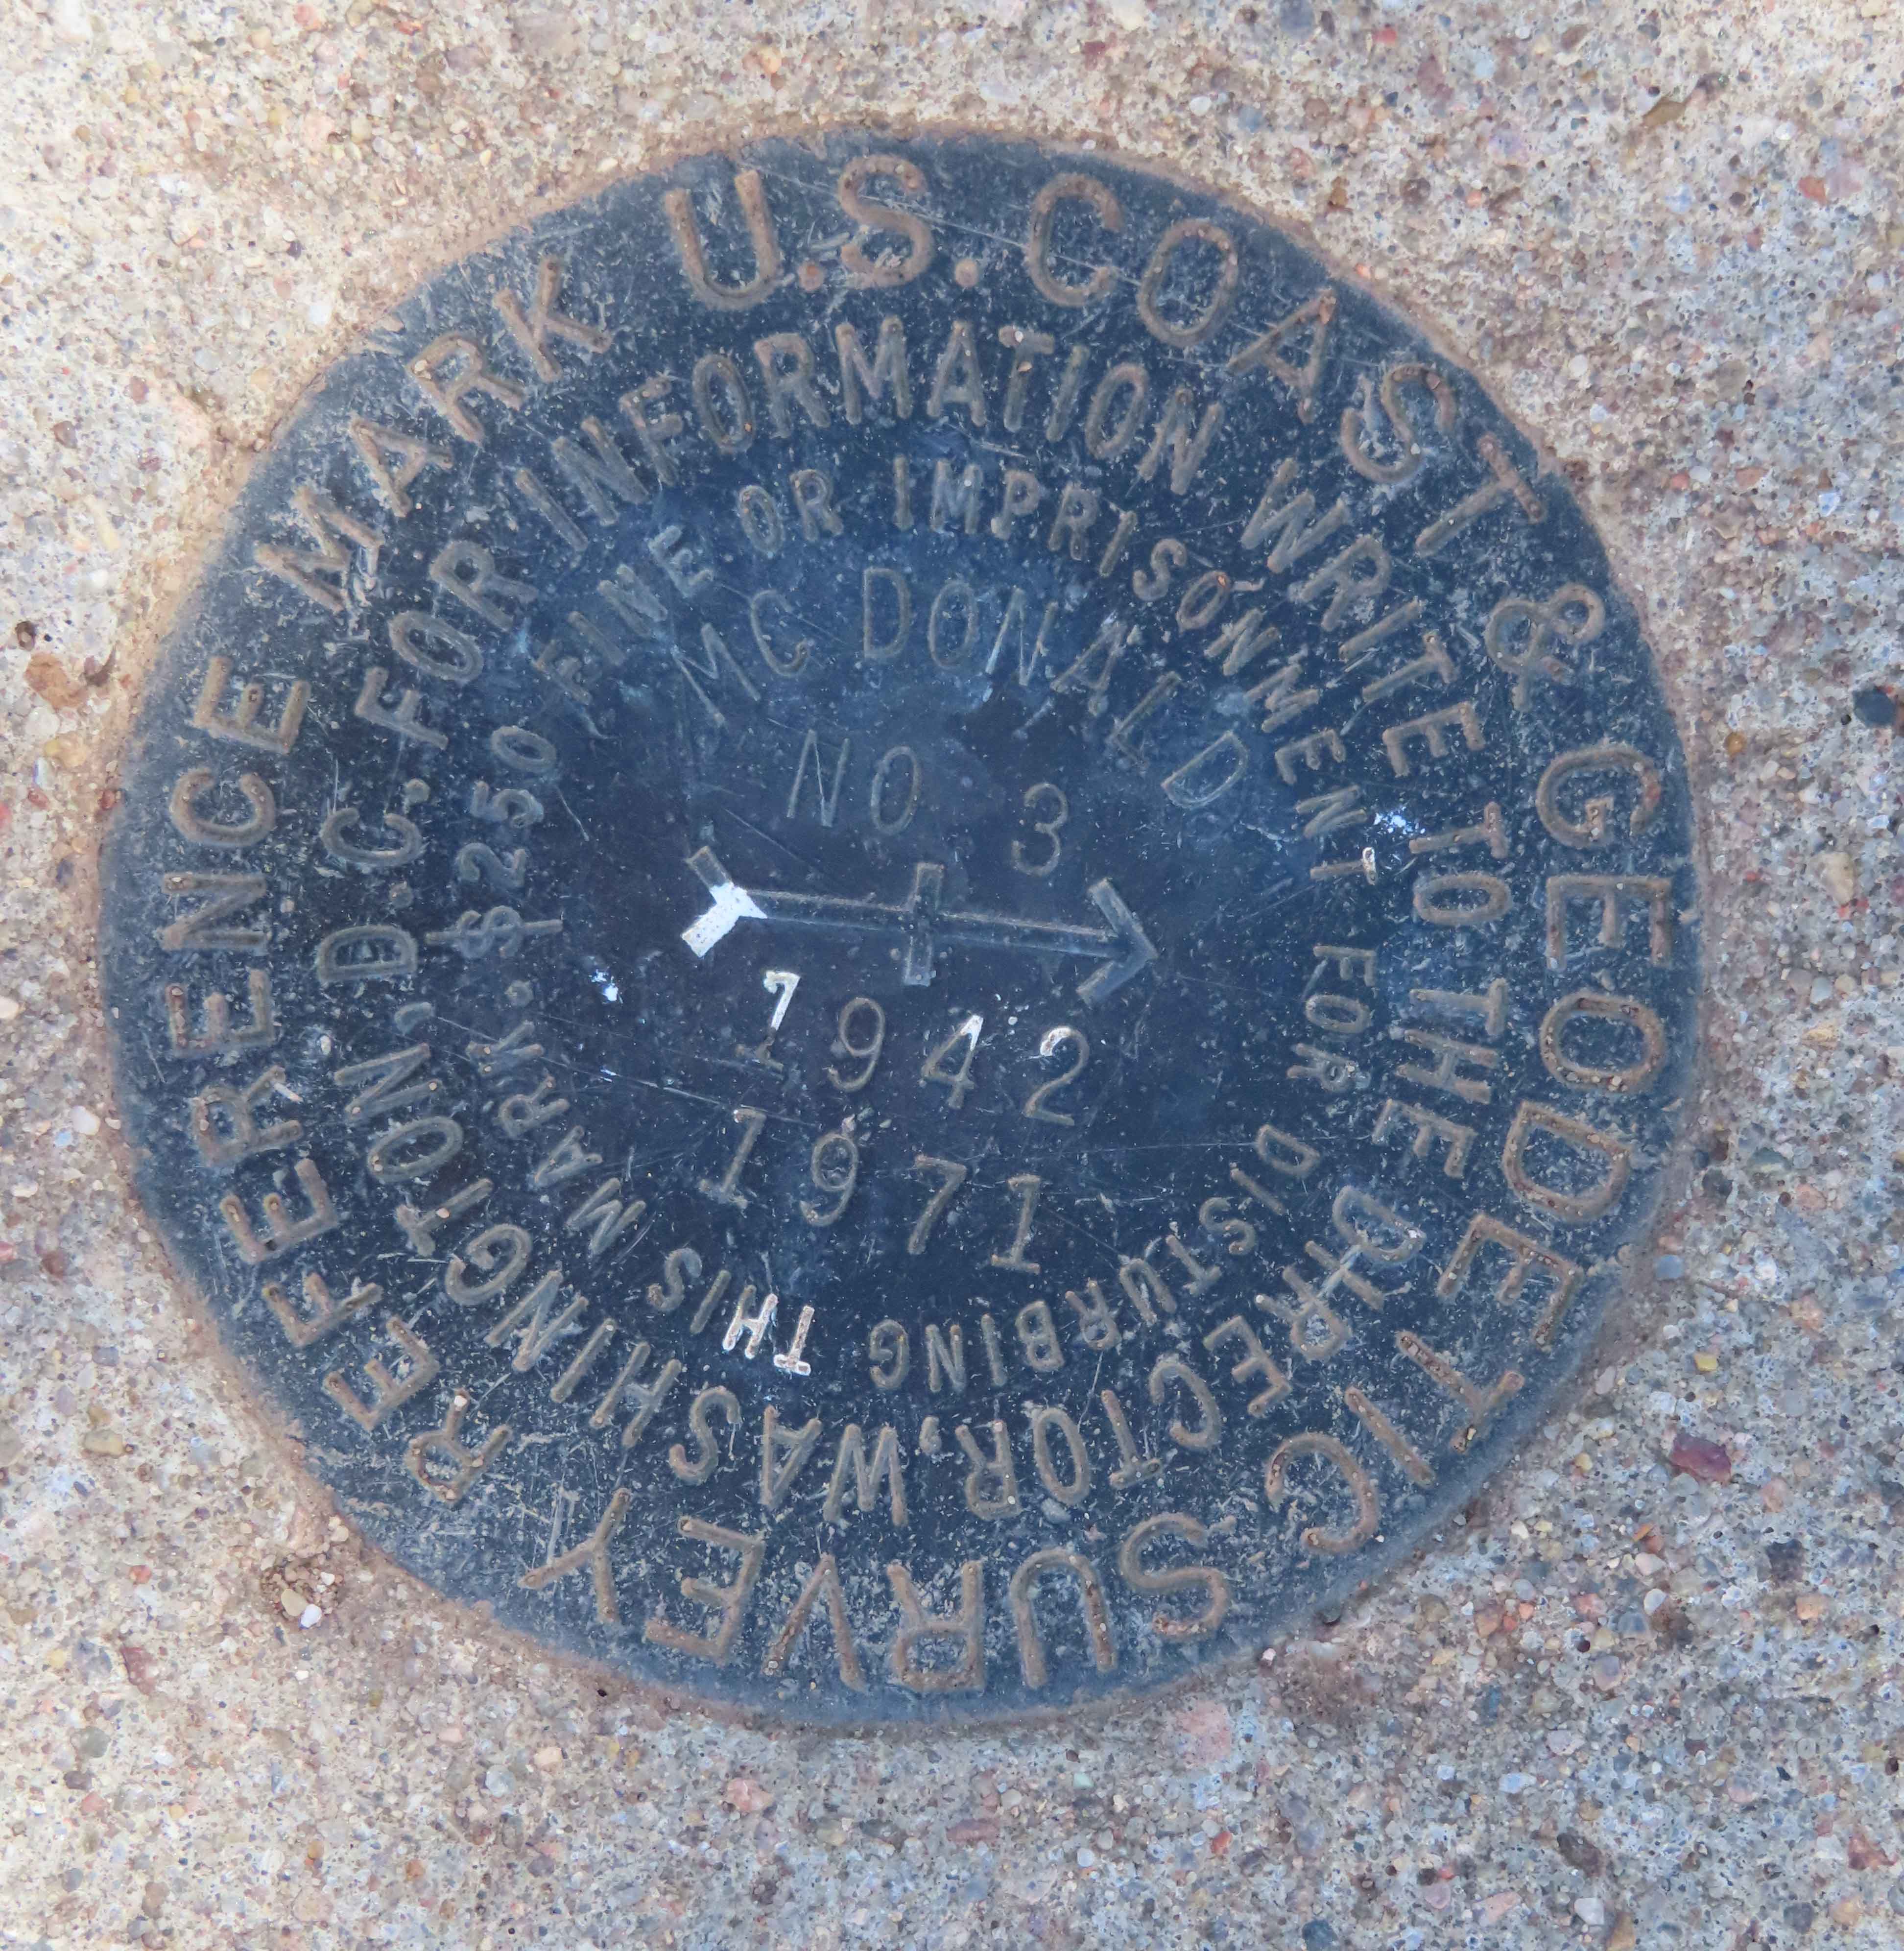 U.S. COAST & GEODETIC SURVEY REFERENCE MARK
FOR INFORMATION WRITE TO THE DIRECTOR, WASHINGTON, D.C.
$250 FINE OR IMPRISONMENT FOR DISTURBING THIS MARK.
MC DONALD
NO 3
1942
1971